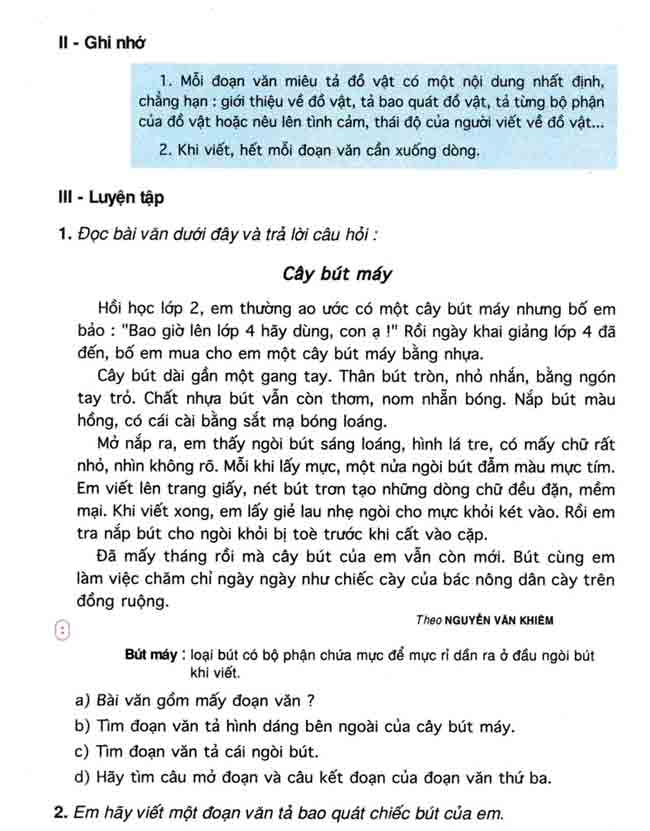 II - Ghi nhớ
1. Mỗi đoạn văn miêu tả đồ vật có một nội dung nhất định,
chẳng hạn : giới thiệu về đồ vật, tả bao quát đồ vật, tả từng bộ phận
của đồ vật hoặc nêu lên tình cảm, thái độ của người viết về đồ vật...
2. Khi viết, hết mỗi đoạn văn cần xuống dòng.
III - Luyện tập
1. Đọc bài văn dưới đây và trả lời câu hỏi :
Cây bút máy
Hồi học lớp 2, em thường ao ước có một cây bút máy nhưng bố em
bảo : "Bao giờ lên lớp 4 hãy dùng, con ạ !" Rồi ngày khai giảng lớp 4 đã
đến, bố em mua cho em một cây bút máy bằng nhựa.
Cây bút dài gần một gang tay. Thân bút tròn, nhỏ nhắn, bằng ngón
tay trỏ. Chất nhựa bút vẫn còn thơm, nom nhẵn bóng. Nắp bút màu
hồng, có cái cài bằng sắt mạ bóng loáng.
Mở nắp ra, em thấy ngòi bút sáng loáng, hình lá tre, có mấy chữ rất
nhỏ, nhìn không rõ. Mỗi khi lấy mực, một nửa ngòi bút đẫm màu mực tím.
Em viết lên trang giấy, nét bút trơn tạo những dòng chữ đều đặn, mềm
mại. Khi viết xong, em lấy giẻ lau nhẹ ngòi cho mực khỏi két vào. Rồi em
tra nắp bút cho ngòi khỏi bị toè trước khi cất vào cặp.
Đã mấy tháng rồi mà cây bút của em vẫn còn mới. Bút cùng em
làm việc chăm chỉ ngày ngày như chiếc cày của bác nông dân cày trên
đồng ruộng.
Theo NGUYỄN VĂN KHIÊM
Bút máy : loại bút có bộ phận chứa mực để mực rỉ dần ra ở đầu ngòi bút
khi viết.
a) Bài văn gồm mấy đoạn văn ?
b) Tìm đoạn văn tả hình dáng bên ngoài của cây bút máy.
c) Tìm đoạn văn tả cái ngòi bút.
d) Hãy tìm câu mở đoạn và câu kết đoạn của đoạn văn thứ ba.
2. Em hãy viết một đoạn văn tả bao quát chiếc bút của em.